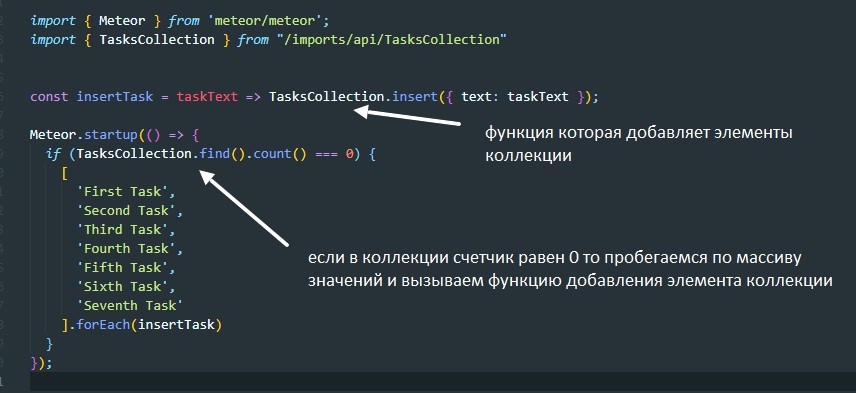 import { Meteor } from 'meteor/meteor';
import { TasksCollection } from "/imports/api/TasksCollection"
const insertTask = taskText => TasksCollection.insert({ text: taskText });
функция которая добавляет элементы
коллекции
Meteor.startup(() => {
if (TasksCollection.find().count() === 0) {
[
'First Task',
'Second Task',
'Third Task',
'Fourth Task',
'Fifth Task',
'Sixth Task',
'Seventh Task'
].forEach(insertTask)
}
});
если в коллекции счетчик равен 0 то пробегаемся по массиву
значений и вызываем функцию добавления элемента коллекции